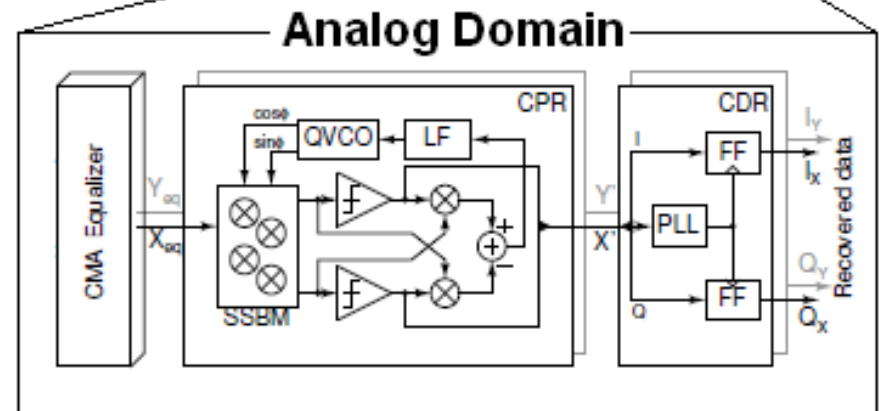 Analog Domain
CMA Equalizer
Yeq
Xeq
CPR
cosϕ
sinϕ
QVCO
LF
SSBM
+
−
Y'
X'
CDR
I
Q
FF
PLL
FF
IY
IX
QY
QX
Recovered data